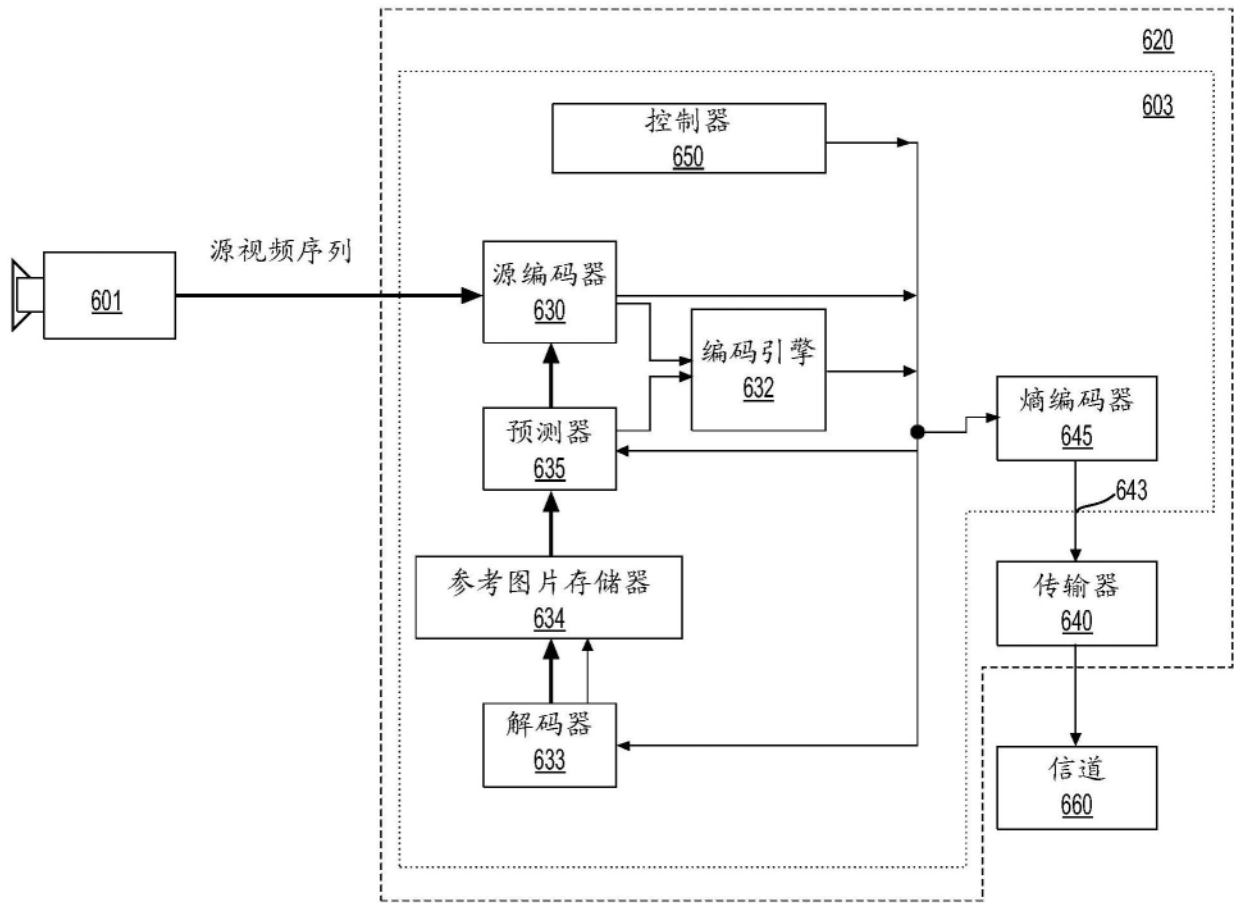 620
603
控制器
650
源视频序列
601
源编码器
630
编码引擎
632
预测器
635
熵编码器
645
643
参考图片存储器
634
传输器
640
解码器
633
信道
660